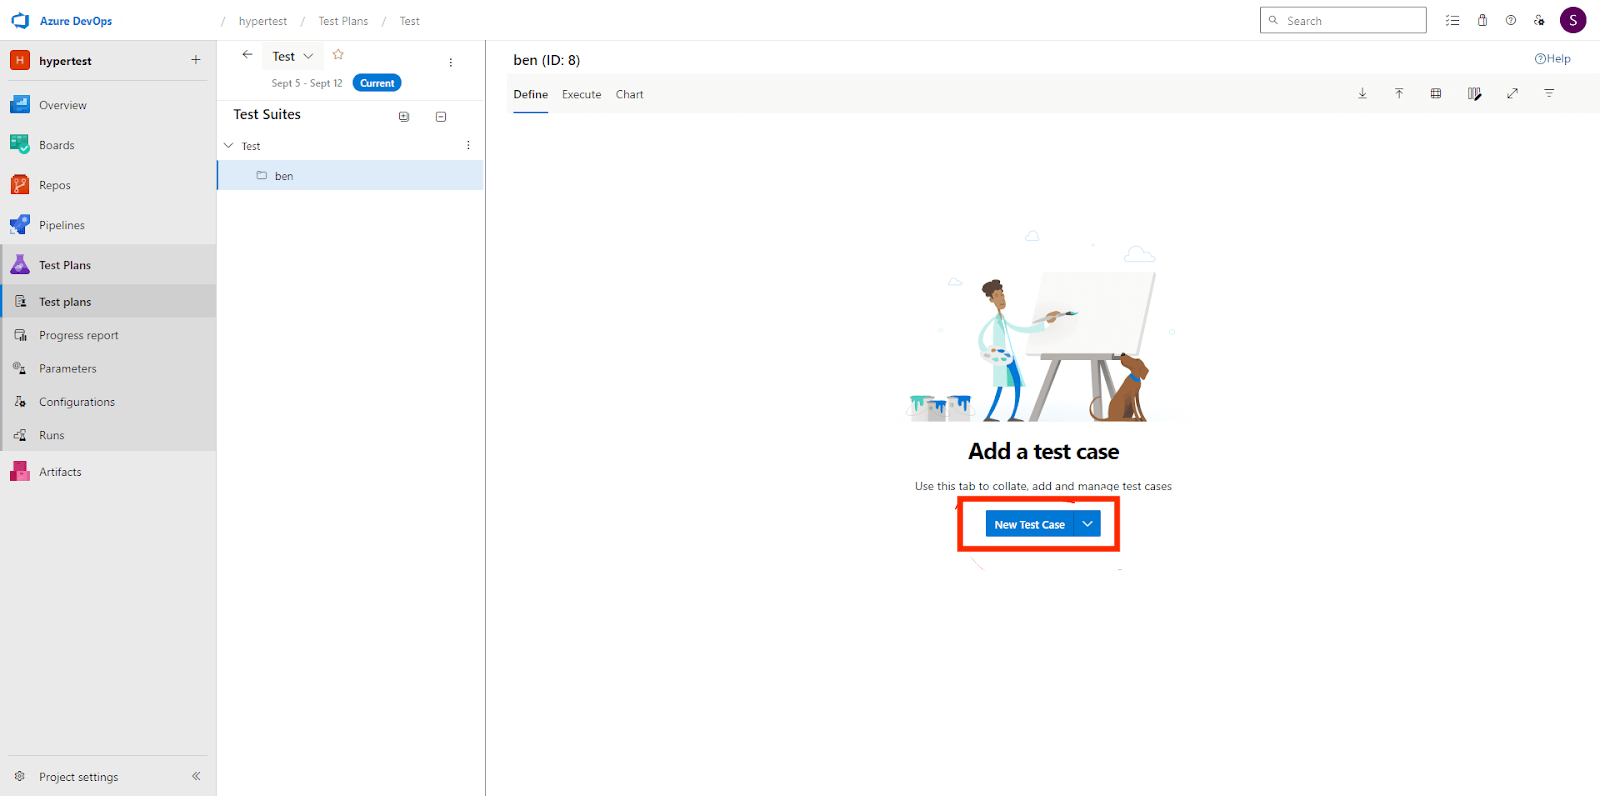 Azure DevOps
/ hypertest / Test Plans / Test
Search
S
H hypertest
Overview
Boards
Repos
Pipelines
Test Plans
Test plans
Progress report
Parameters
Configurations
Runs
Artifacts
Project settings
Test
Sept 5 - Sept 12 Current
Test Suites
Test
ben
ben (ID: 8)
Help
Define Execute Chart
Add a test case
Use this tab to collate, add and manage test cases
New Test Case